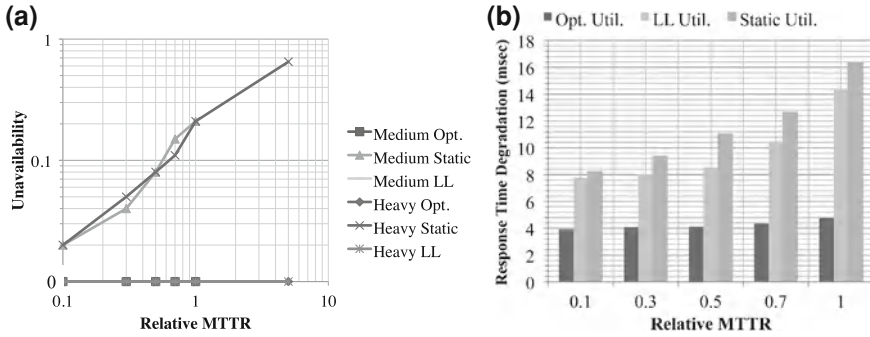 (a)
1
0.1
0
0.1
1
10
Unavailability
Relative MTTR
Medium Opt.
Medium Static
Medium LL
Heavy Opt.
Heavy Static
Heavy LL
(b)
Opt. Util.
LL Util.
Static Util.
18
16
14
12
10
8
6
4
2
0
Response Time Degradation (msec)
0.1
0.3
0.5
0.7
1
Relative MTTR